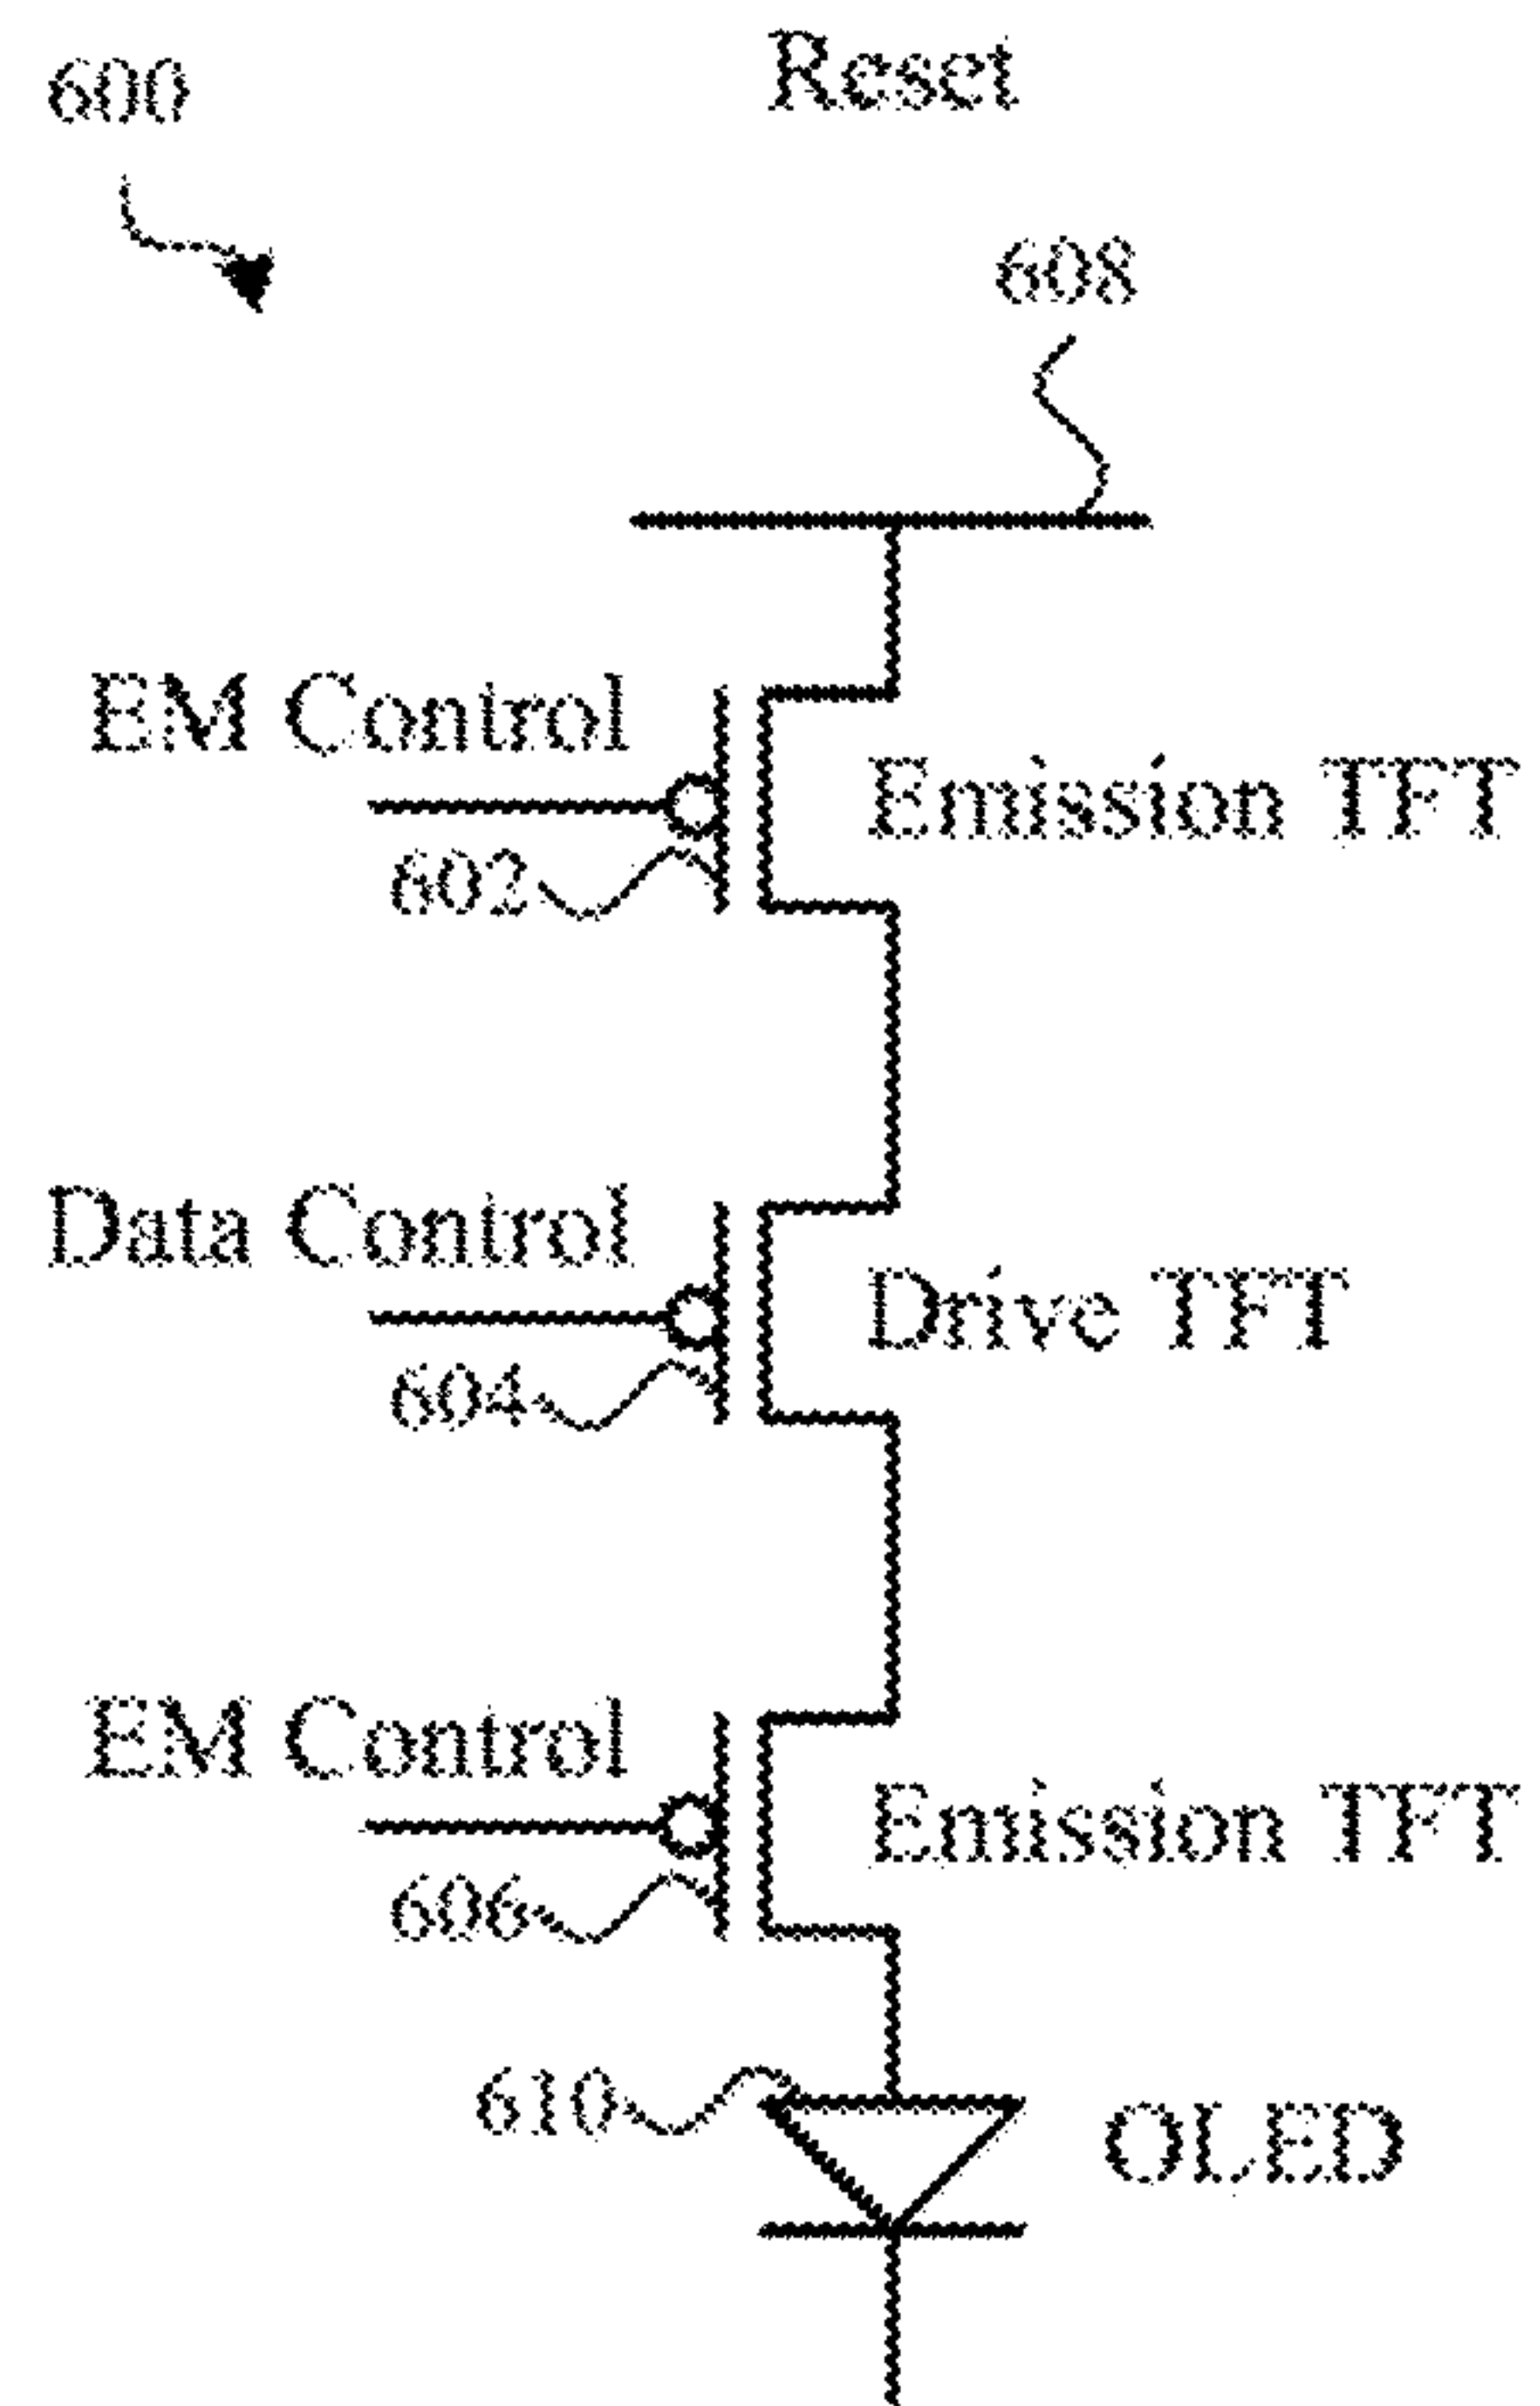 600
Reset
608
EM Control
Emission TFT
602
Data Control
Drive TFT
604
EM Control
Emission TFT
606
610
OLED